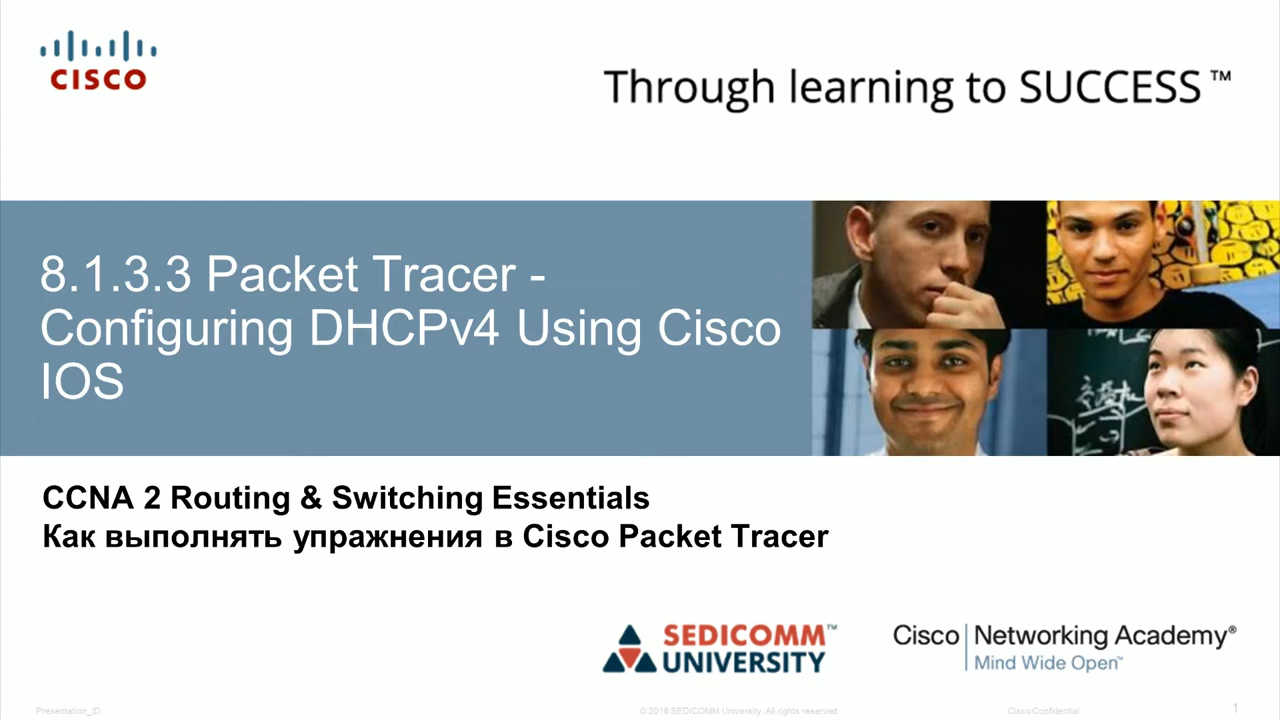 CISCO
Through learning to SUCCESS™
8.1.3.3 Packet Tracer -
Configuring DHCPv4 Using Cisco
IOS
CCNA 2 Routing & Switching Essentials
Как выполнять упражнения в Cisco Packet Tracer
SEDICOMM™
UNIVERSITY
Cisco Networking Academy®
Mind Wide Open™
Presentation_ID
© 2018 SEDICOMM University. All rights reserved.
Cisco Confidential
1